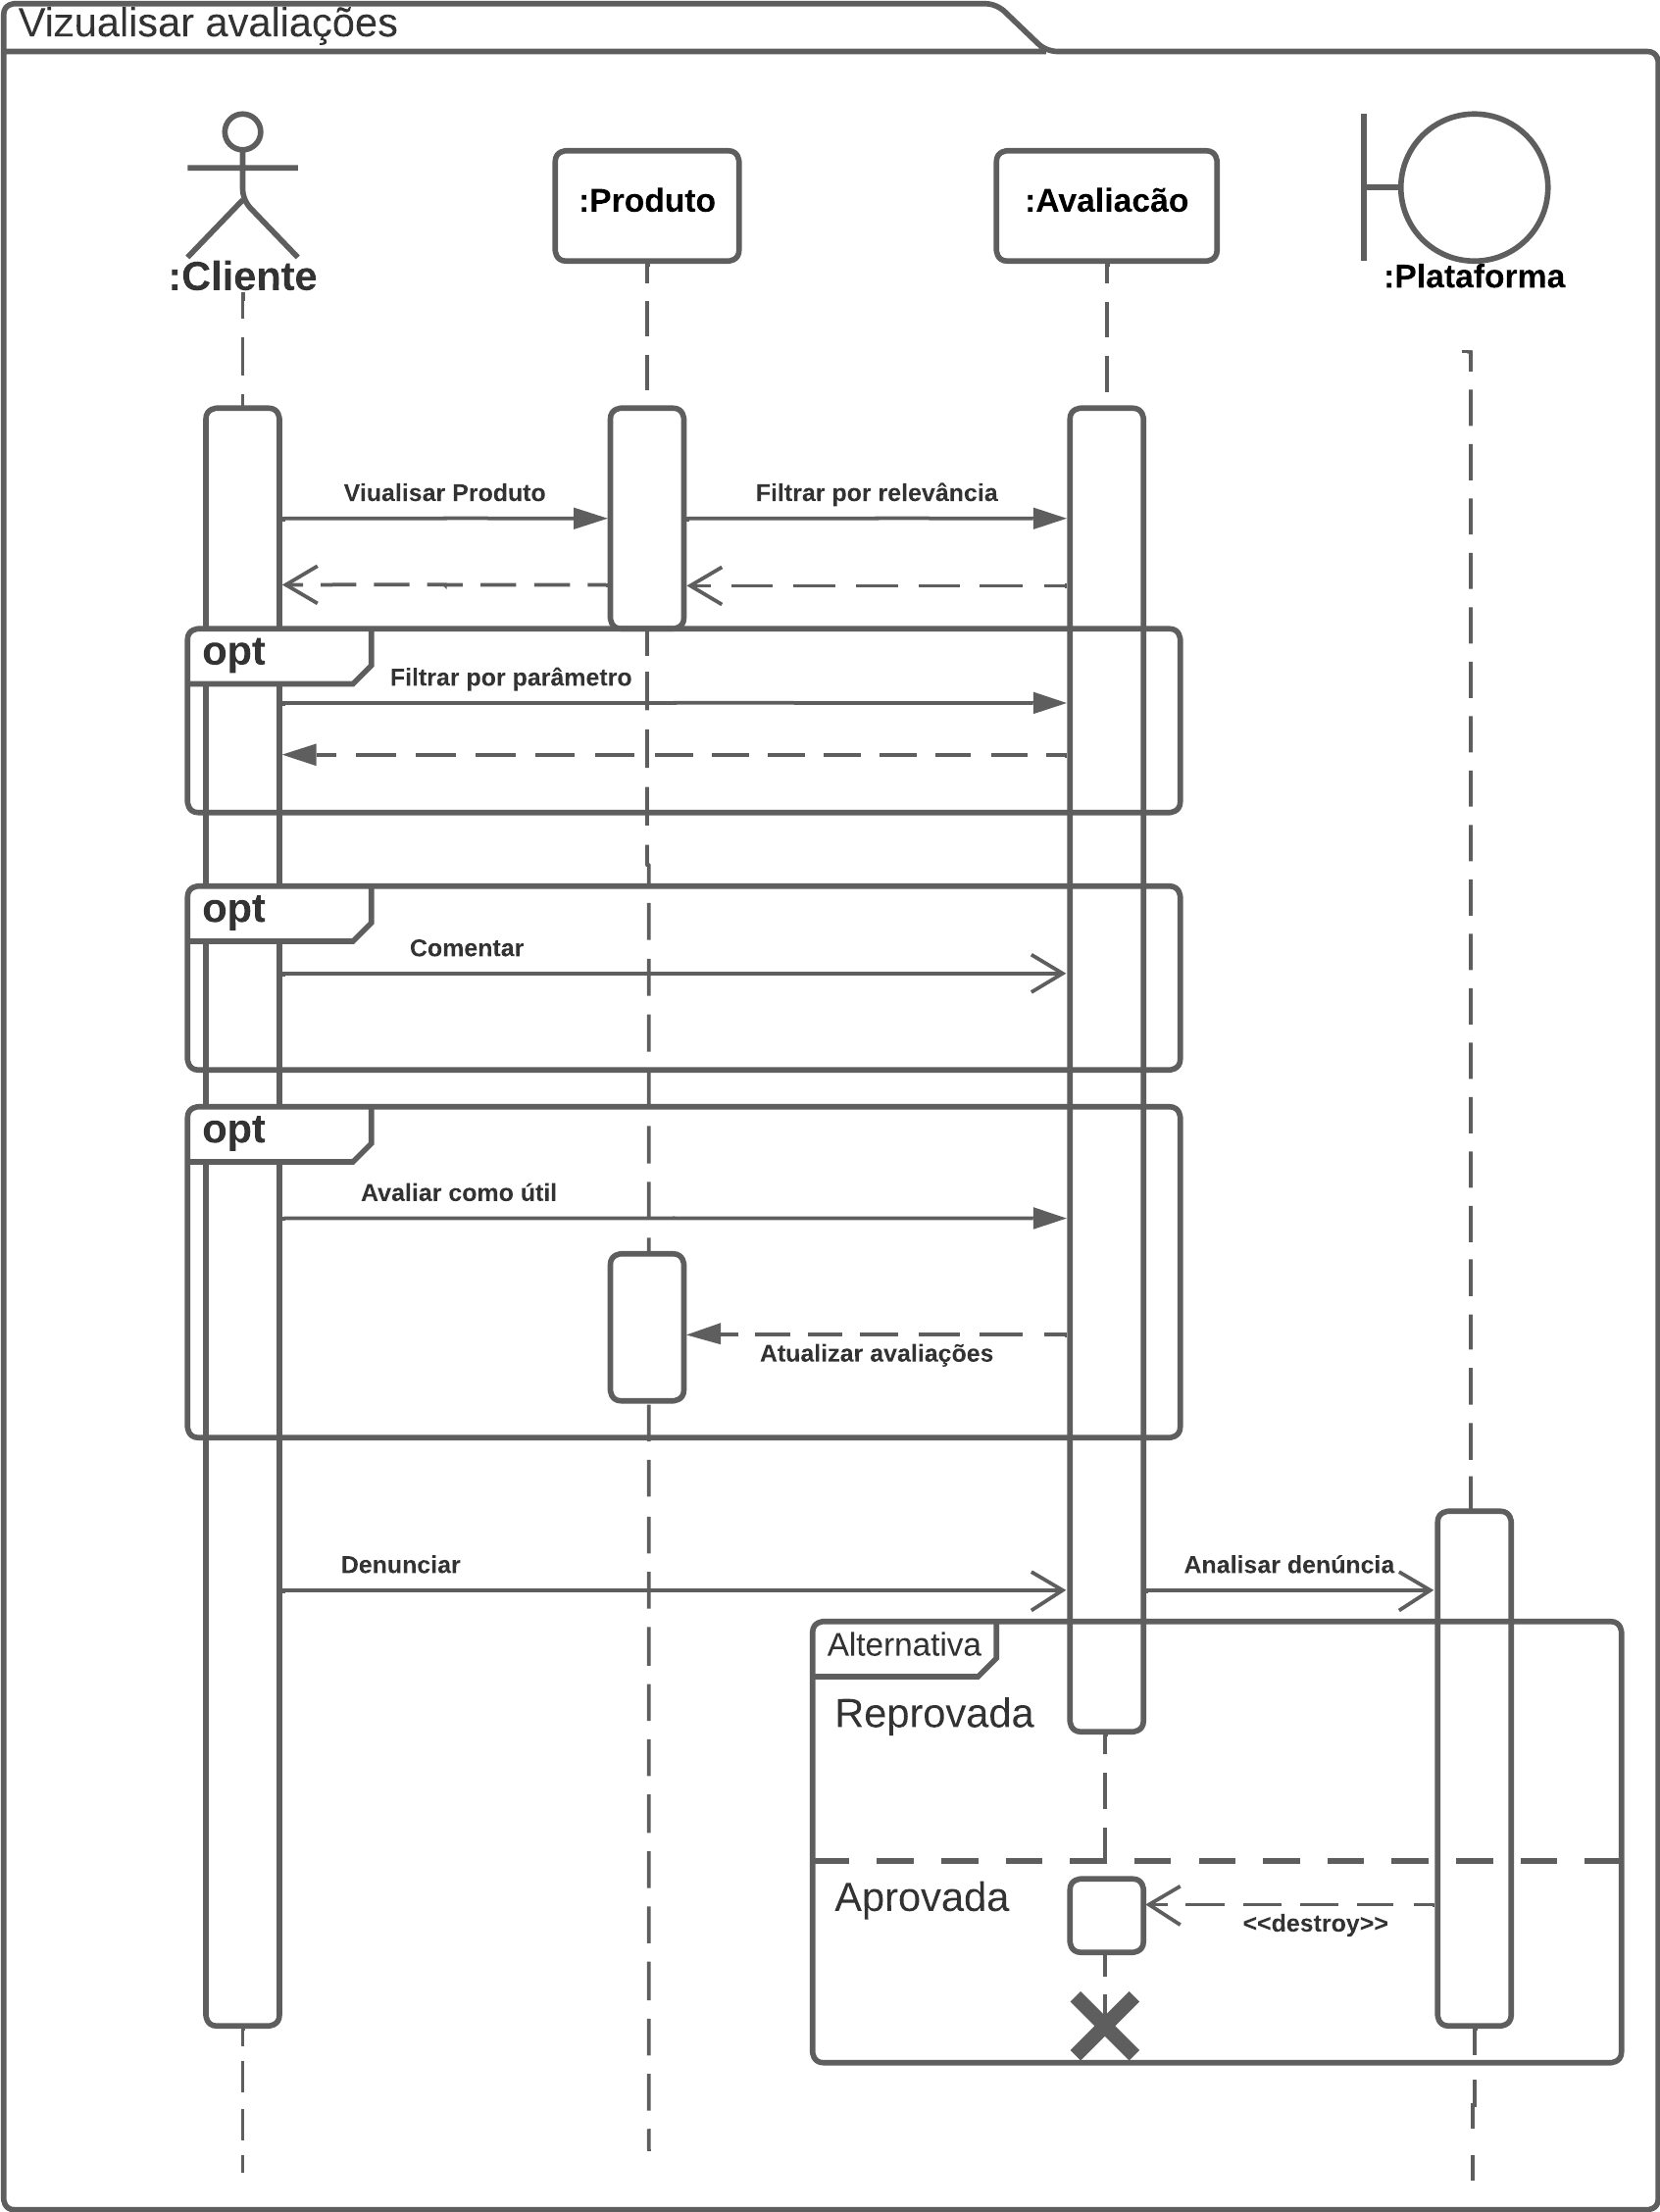 Vizualisar avaliações
:Cliente
:Produto
:Avaliacão
:Plataforma
Viualisar Produto
Filtrar por relevância
opt
Filtrar por parâmetro
opt
Comentar
opt
Avaliar como útil
Atualizar avaliações
Denunciar
Analisar denúncia
Alternativa
Reprovada
Aprovada
<<destroy>>